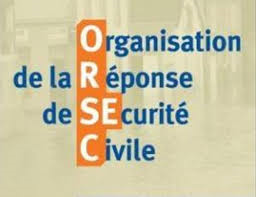 Organisation
de la Réponse
de SEcurité
Civile